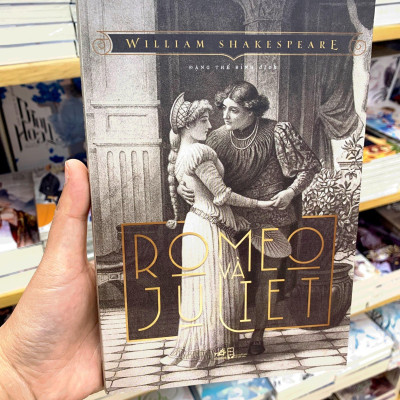 WILLIAM SHAKESPEARE
ĐẶNG THẾ BÍNH DỊCH
ROMEO
VÀ
JULIET